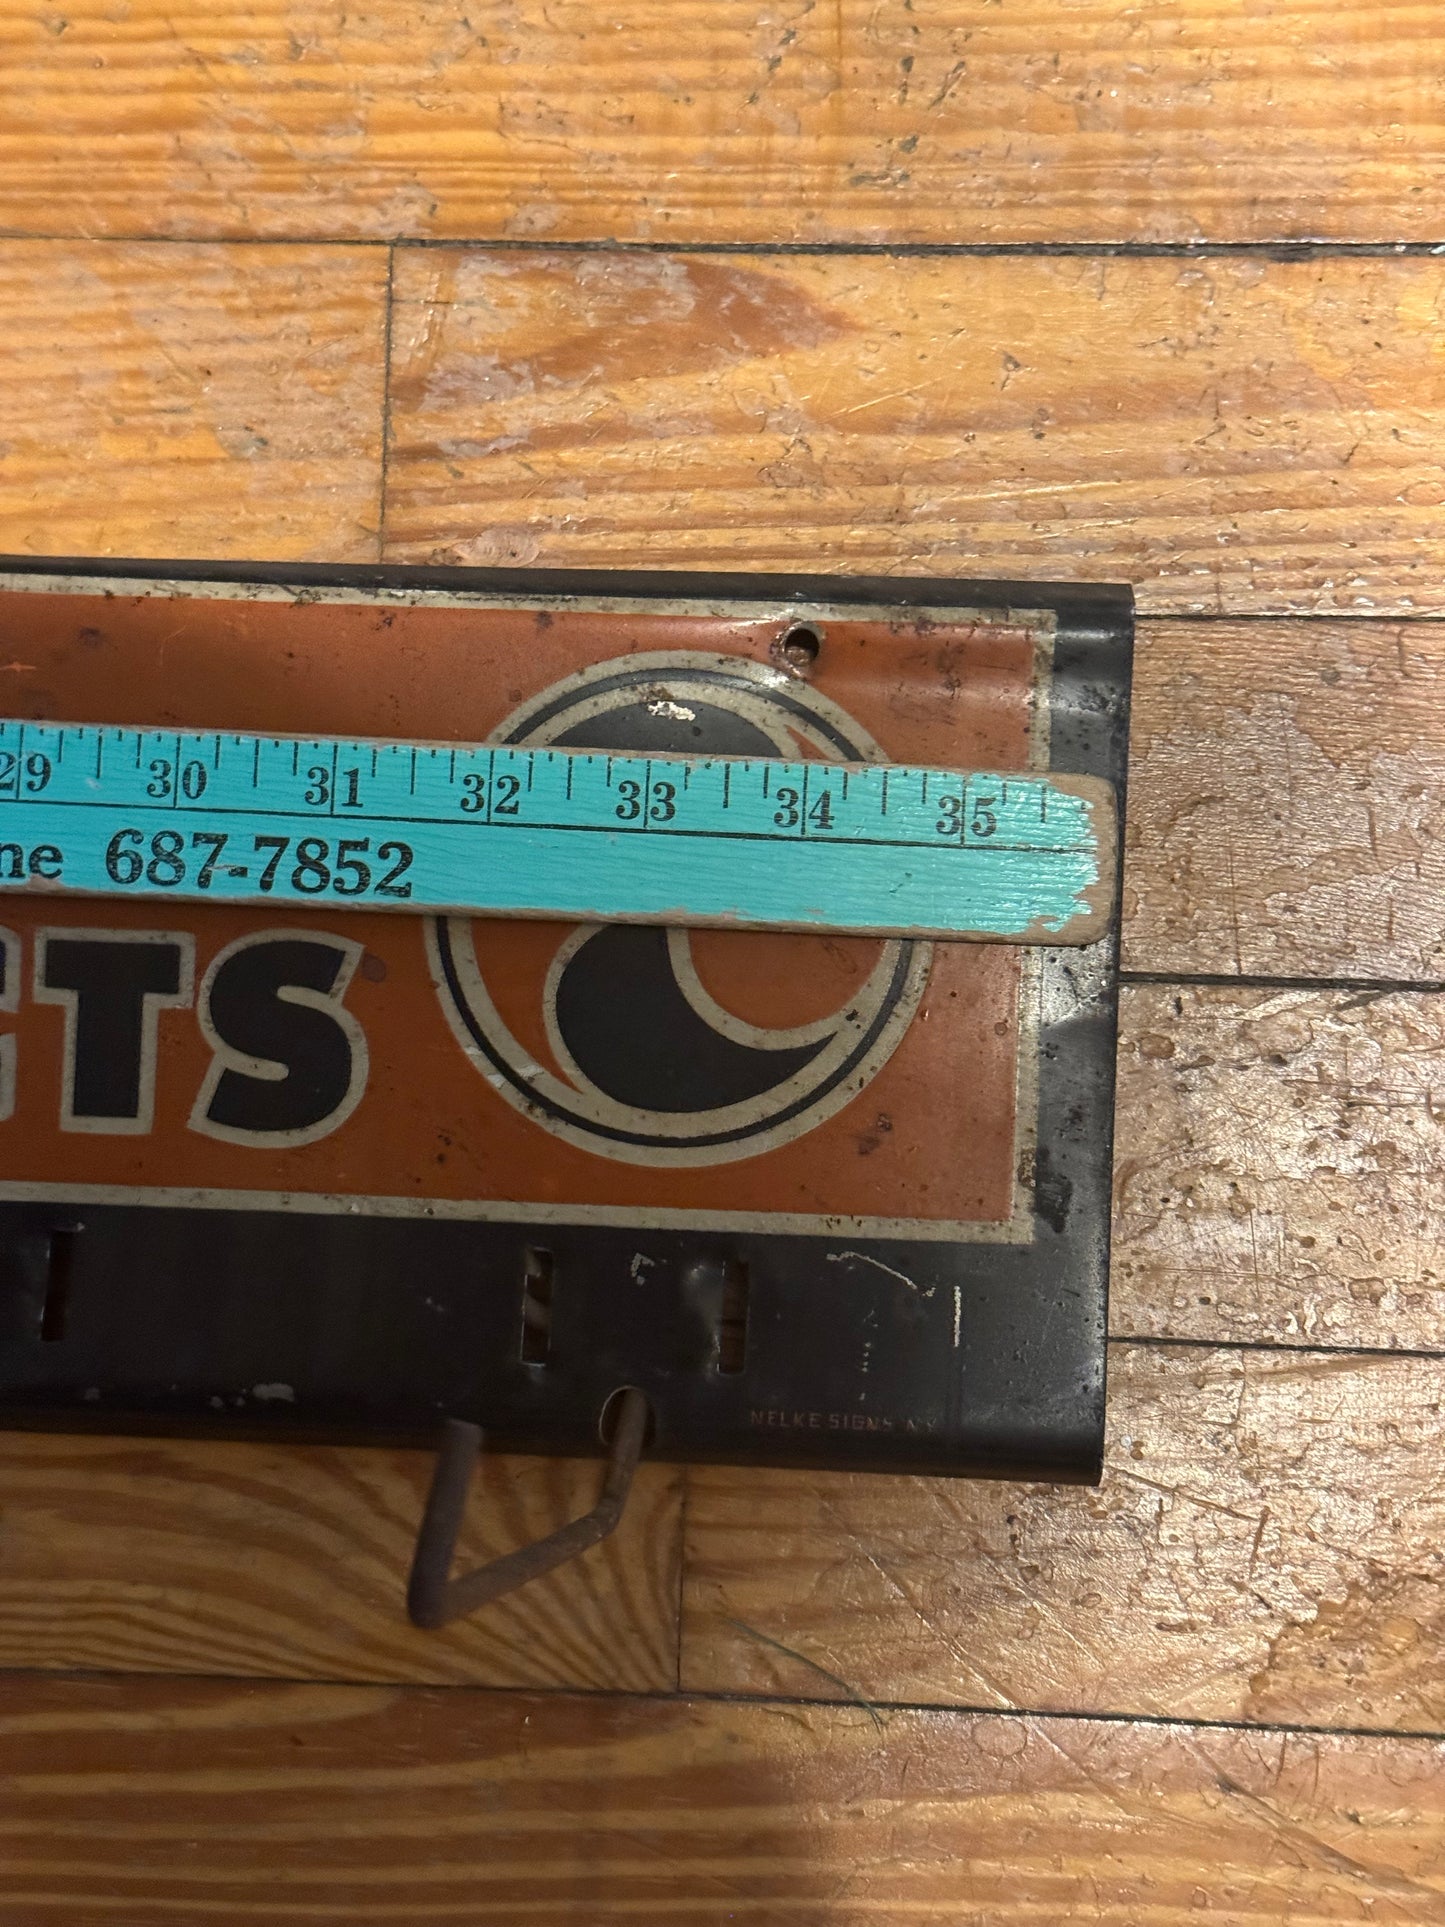 29 30 31 32 33 34 35
ne 687-7852
CTS
NELKE SIGNS N.Y.